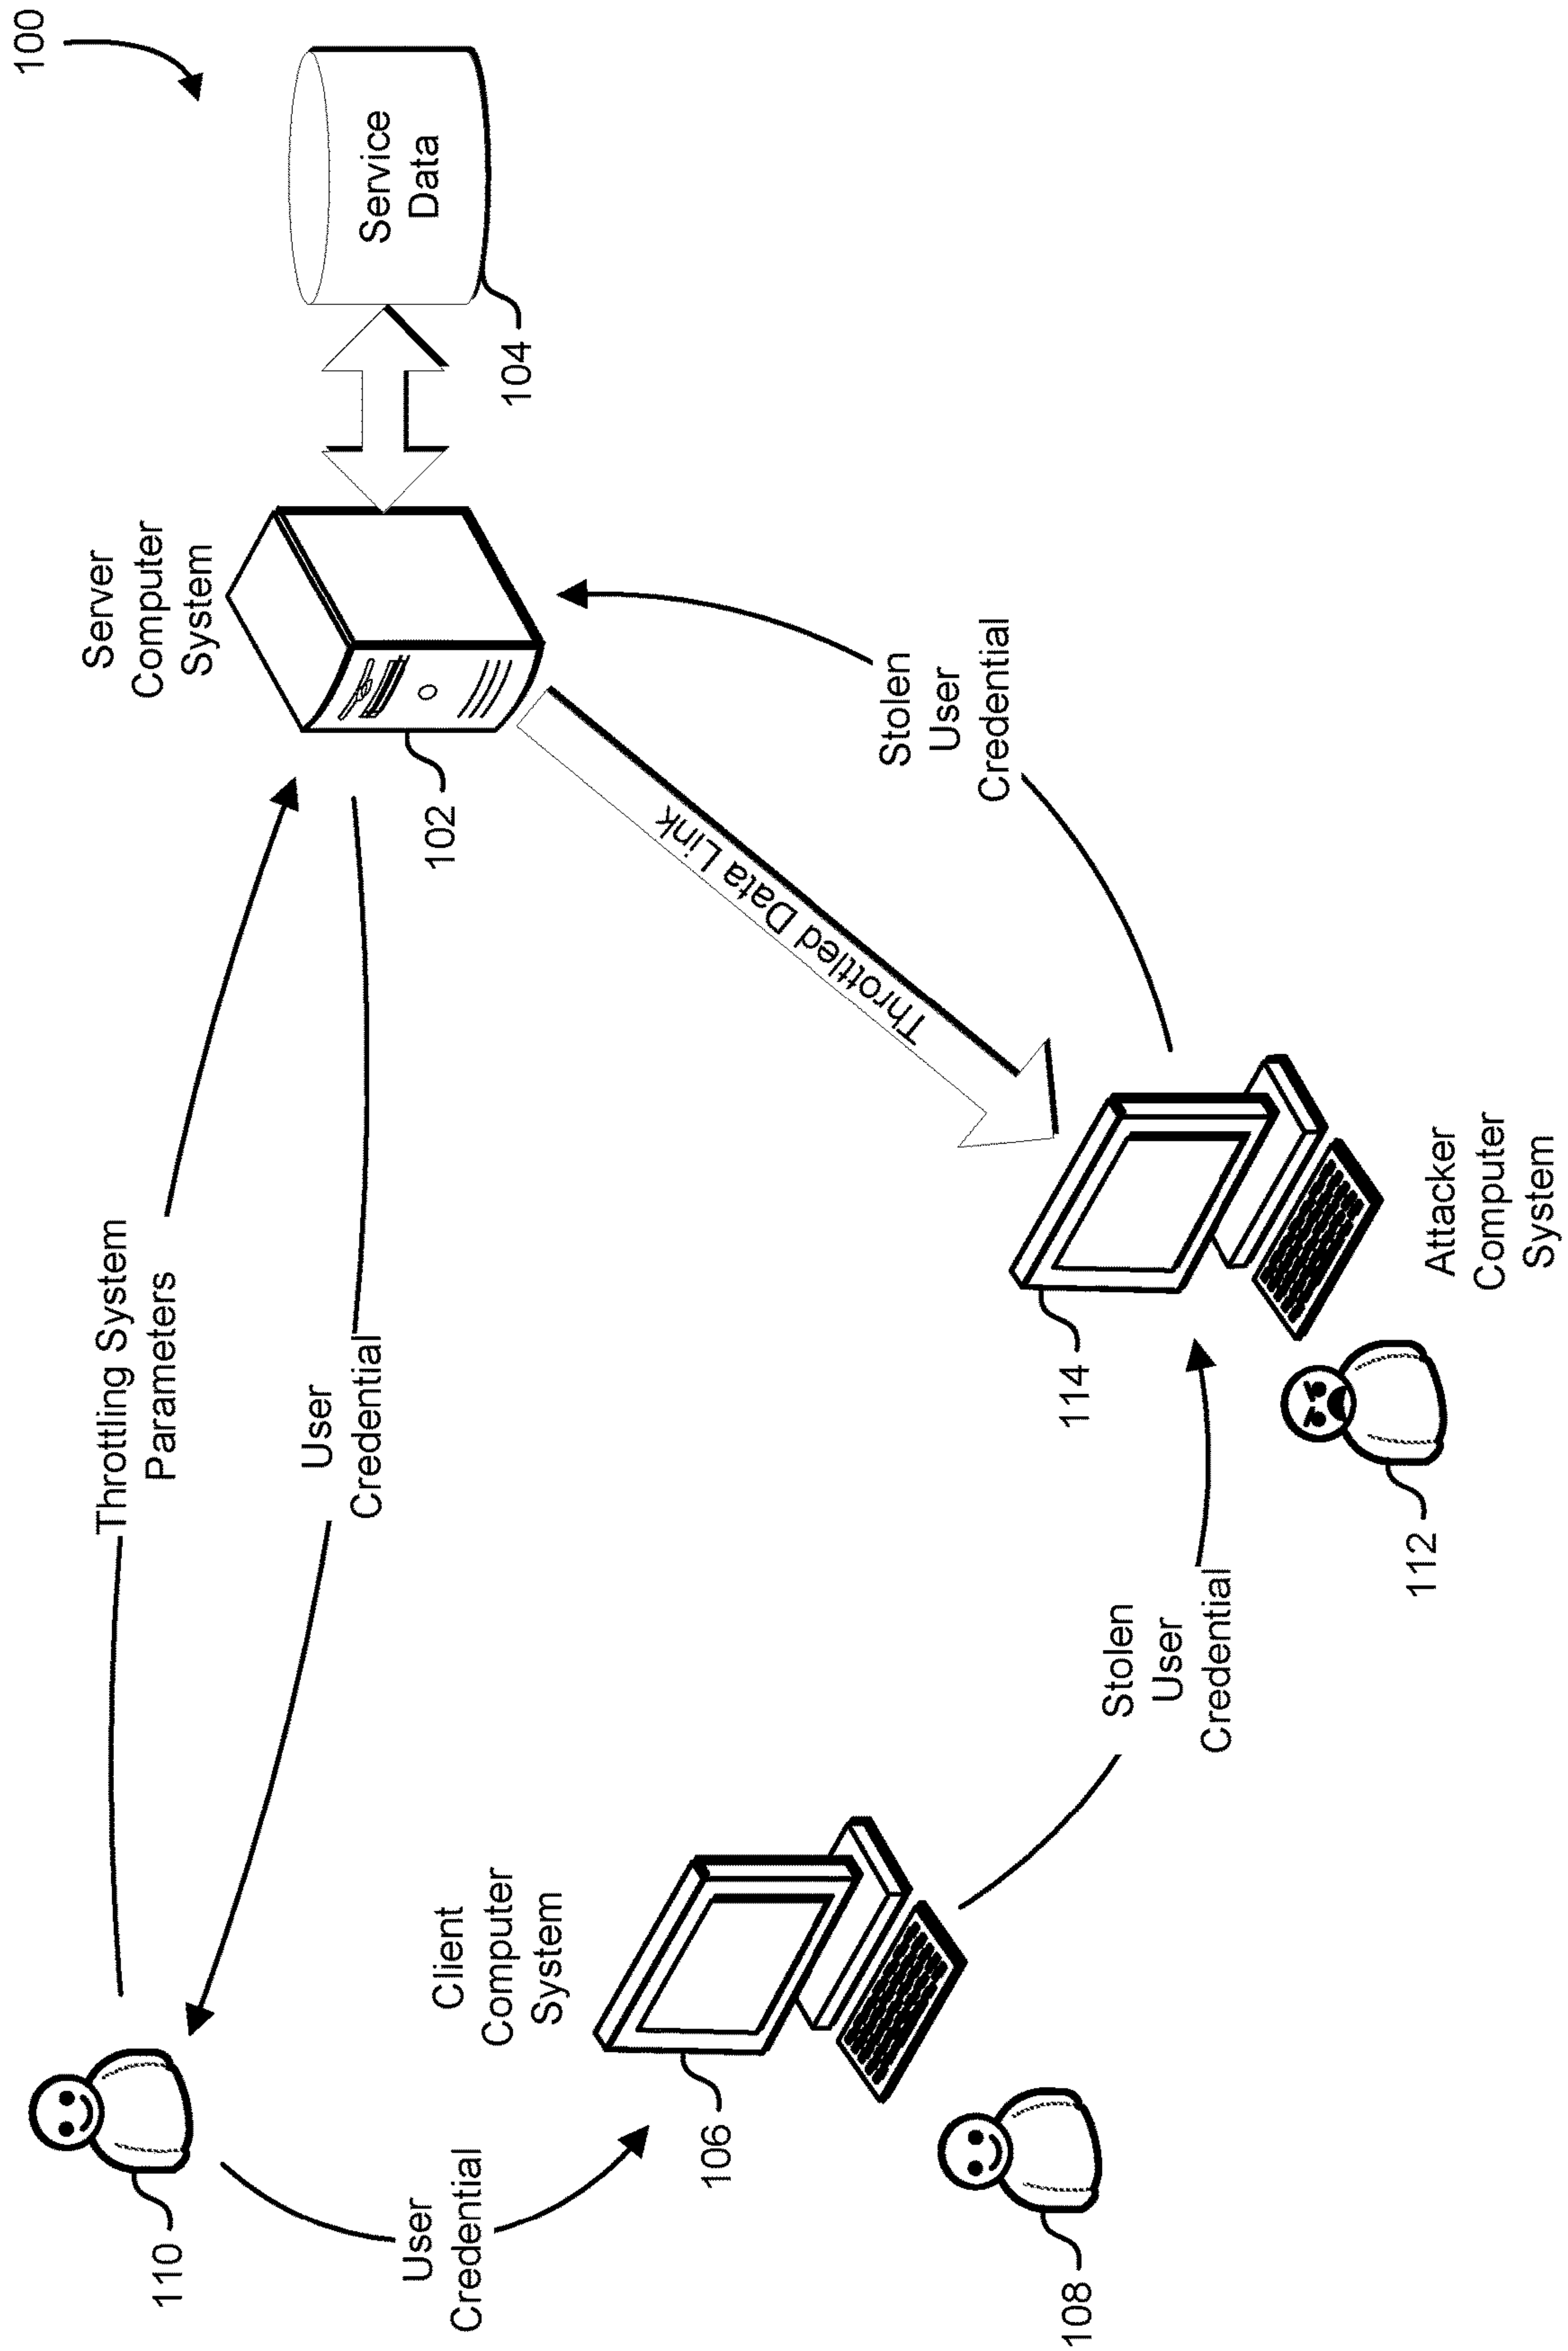 100
Server
Computer
System
Service
Data
104
102
Throttling System
Parameters
User
Credential
110
User
Credential
Client
Computer
System
106
108
Throttled Data Link
Stolen
User
Credential
Stolen
User
Credential
114
112
Attacker
Computer
System